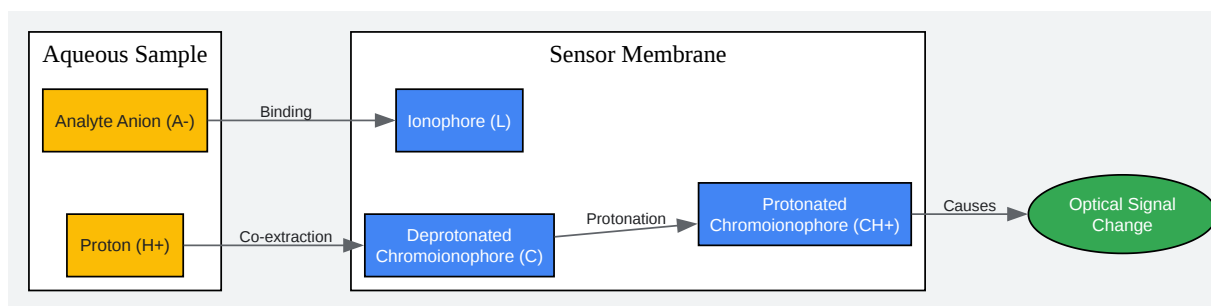 Aqueous Sample
Sensor Membrane
Analyte Anion (A-)
Binding
Ionophore (L)
Proton (H+)
Co-extraction
Deprotonated
Chromoionophore (C)
Protonation
Protonated
Chromoionophore (CH+)
Causes
Optical Signal
Change